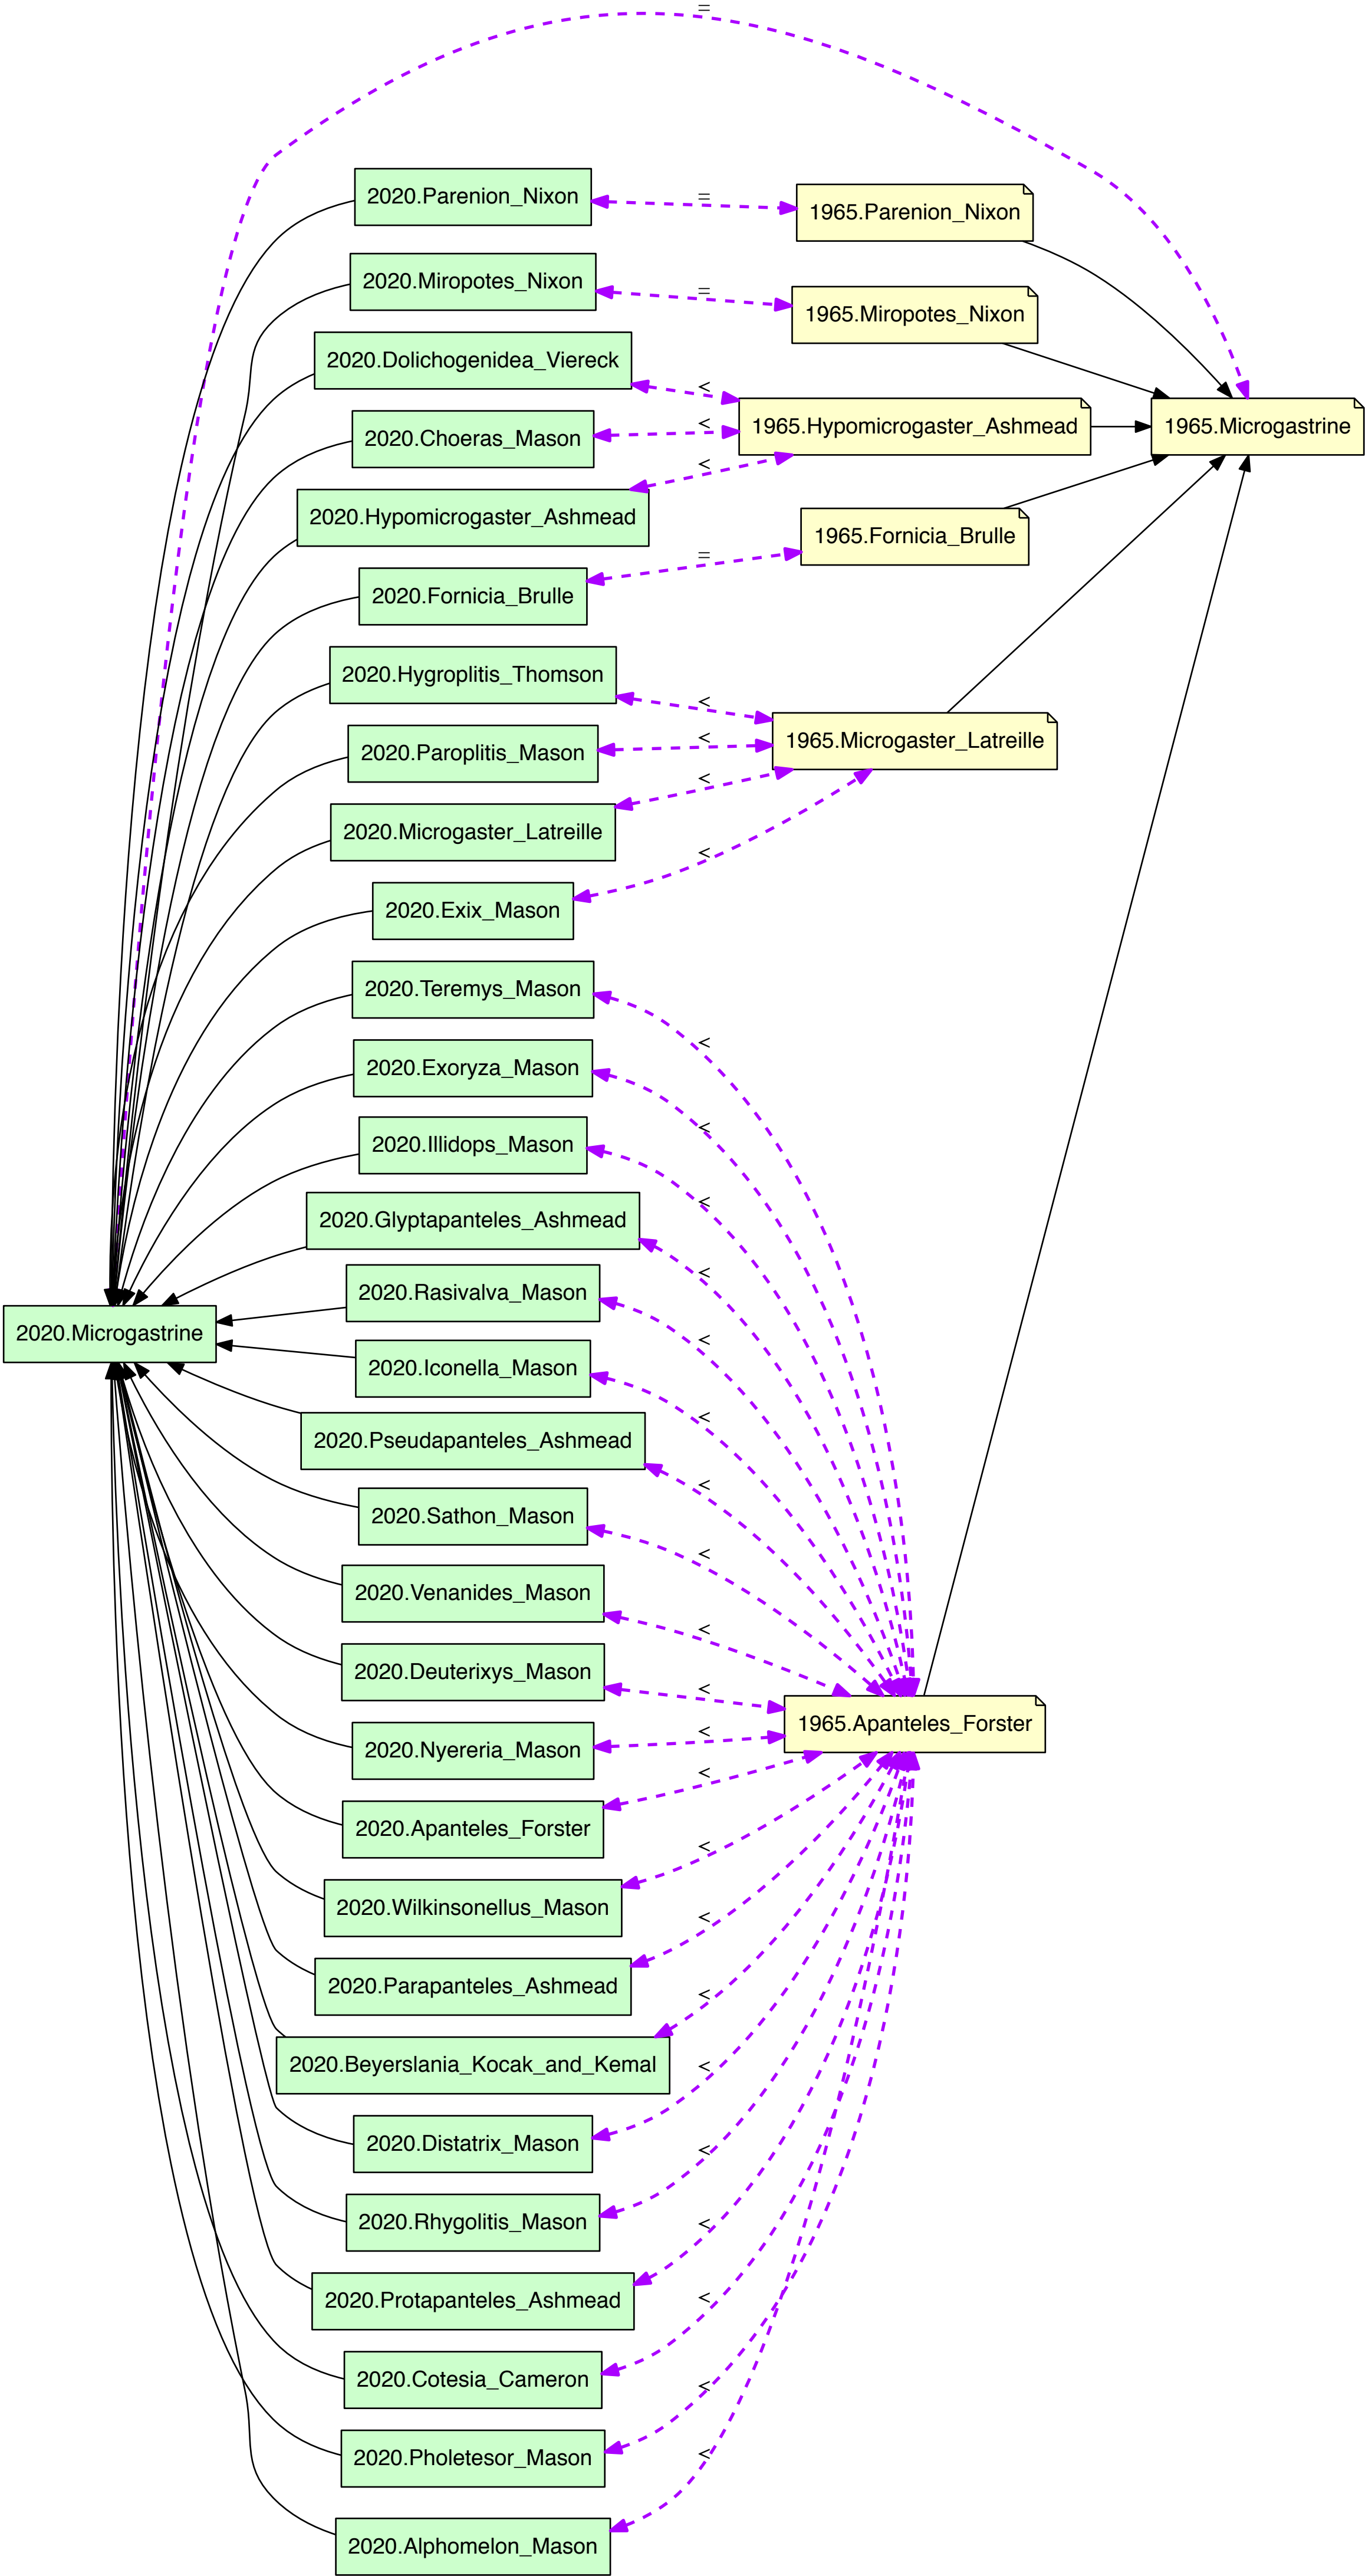 =
2020.Parenion_Nixon
=
1965.Parenion_Nixon
2020.Miropotes_Nixon
=
1965.Miropotes_Nixon
2020.Dolichogenidea_Viereck
<
2020.Choeras_Mason
<
1965.Hypomicrogaster_Ashmead
1965.Microgastrine
<
2020.Hypomicrogaster_Ashmead
1965.Fornicia_Brulle
=
2020.Fornicia_Brulle
2020.Hygroplitis_Thomson
<
2020.Paroplitis_Mason
<
1965.Microgaster_Latreille
<
2020.Microgaster_Latreille
<
2020.Exix_Mason
2020.Teremys_Mason
<
2020.Exoryza_Mason
<
2020.Illidops_Mason
<
2020.Glyptapanteles_Ashmead
<
2020.Rasivalva_Mason
2020.Microgastrine
<
2020.Iconella_Mason
<
2020.Pseudapanteles_Ashmead
<
2020.Sathon_Mason
<
2020.Venanides_Mason
<
2020.Deuterixys_Mason
<
1965.Apanteles_Forster
<
2020.Nyereria_Mason
<
2020.Apanteles_Forster
<
2020.Wilkinsonellus_Mason
<
2020.Parapanteles_Ashmead
<
2020.Beyerslania_Kocak_and_Kemal
<
2020.Distatrix_Mason
<
2020.Rhygolitis_Mason
<
2020.Protapanteles_Ashmead
<
2020.Cotesia_Cameron
<
2020.Pholetesor_Mason
<
2020.Alphomelon_Mason